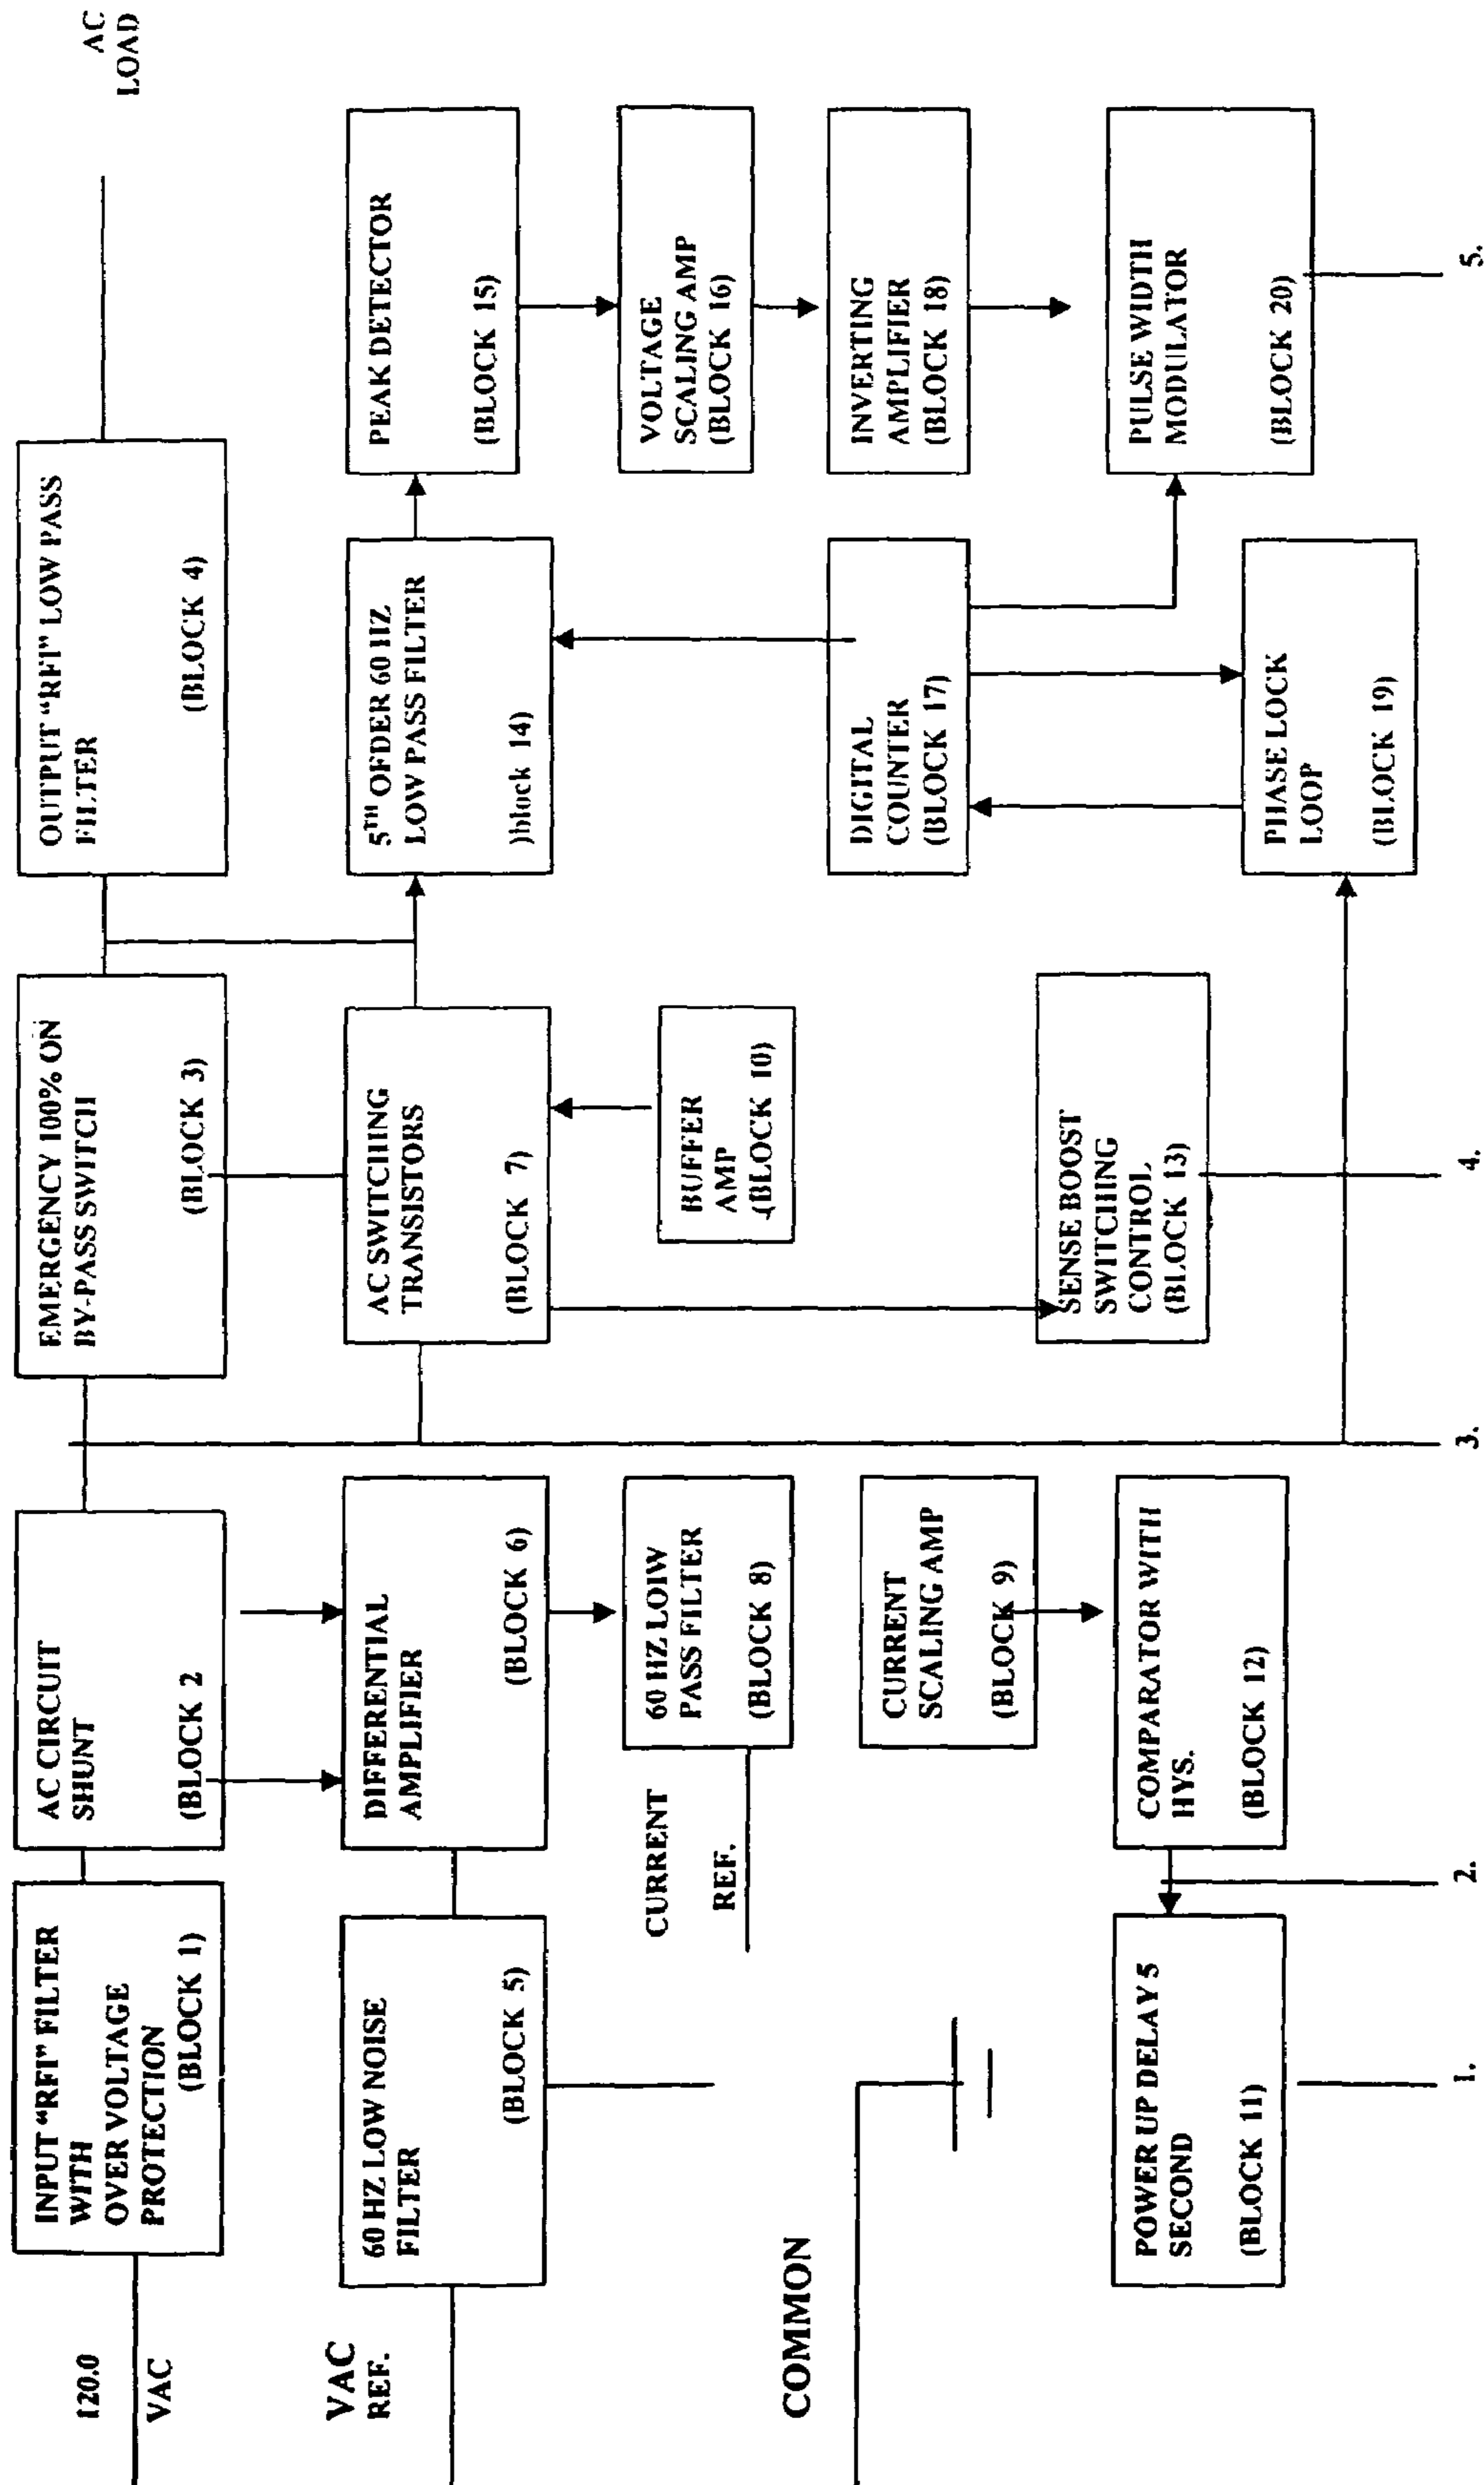 120.0
VAC
INPUT “RFI” FILTER
WITH
OVER VOLTAGE
PROTECTION
(BLOCK 1)
AC CIRCUIT
SHUNT
(BLOCK 2
EMERGENCY 100% ON
BY-PASS SWITCH
(BLOCK 3)
OUTPUT “RFI” LOW PASS
FILTER
(BLOCK 4)
AC
LOAD
VAC
REF.
60 HZ LOW NOISE
FILTER
(BLOCK 5)
DIFFERENTIAL
AMPLIFIER
(BLOCK 6)
AC SWITCHING
TRANSISTORS
(BLOCK 7)
5TH OFDER 60 HZ
LOW PASS FILTER
)block 14)
PEAK DETECTOR
(BLOCK 15)
CURRENT
REF.
60 HZ LOIW
PASS FILTER
(BLOCK 8)
BUFFER
AMP
(BLOCK 10)
VOLTAGE
SCALING AMP
(BLOCK 16)
COMMON
CURRENT
SCALING AMP
(BLOCK 9)
DIGITAL
COUNTER
(BLOCK 17)
INVERTING
AMPLIFIER
(BLOCK 18)
POWER UP DELAY 5
SECOND
(BLOCK 11)
COMPARATOR WITH
HYS.
(BLOCK 12)
SENSE BOOST
SWITCHING
CONTROL
(BLOCK 13)
PHASE LOCK
LOOP
(BLOCK 19)
PULSE WIDTH
MODULATOR
(BLOCK 20)
1.
2.
3.
4.
5.